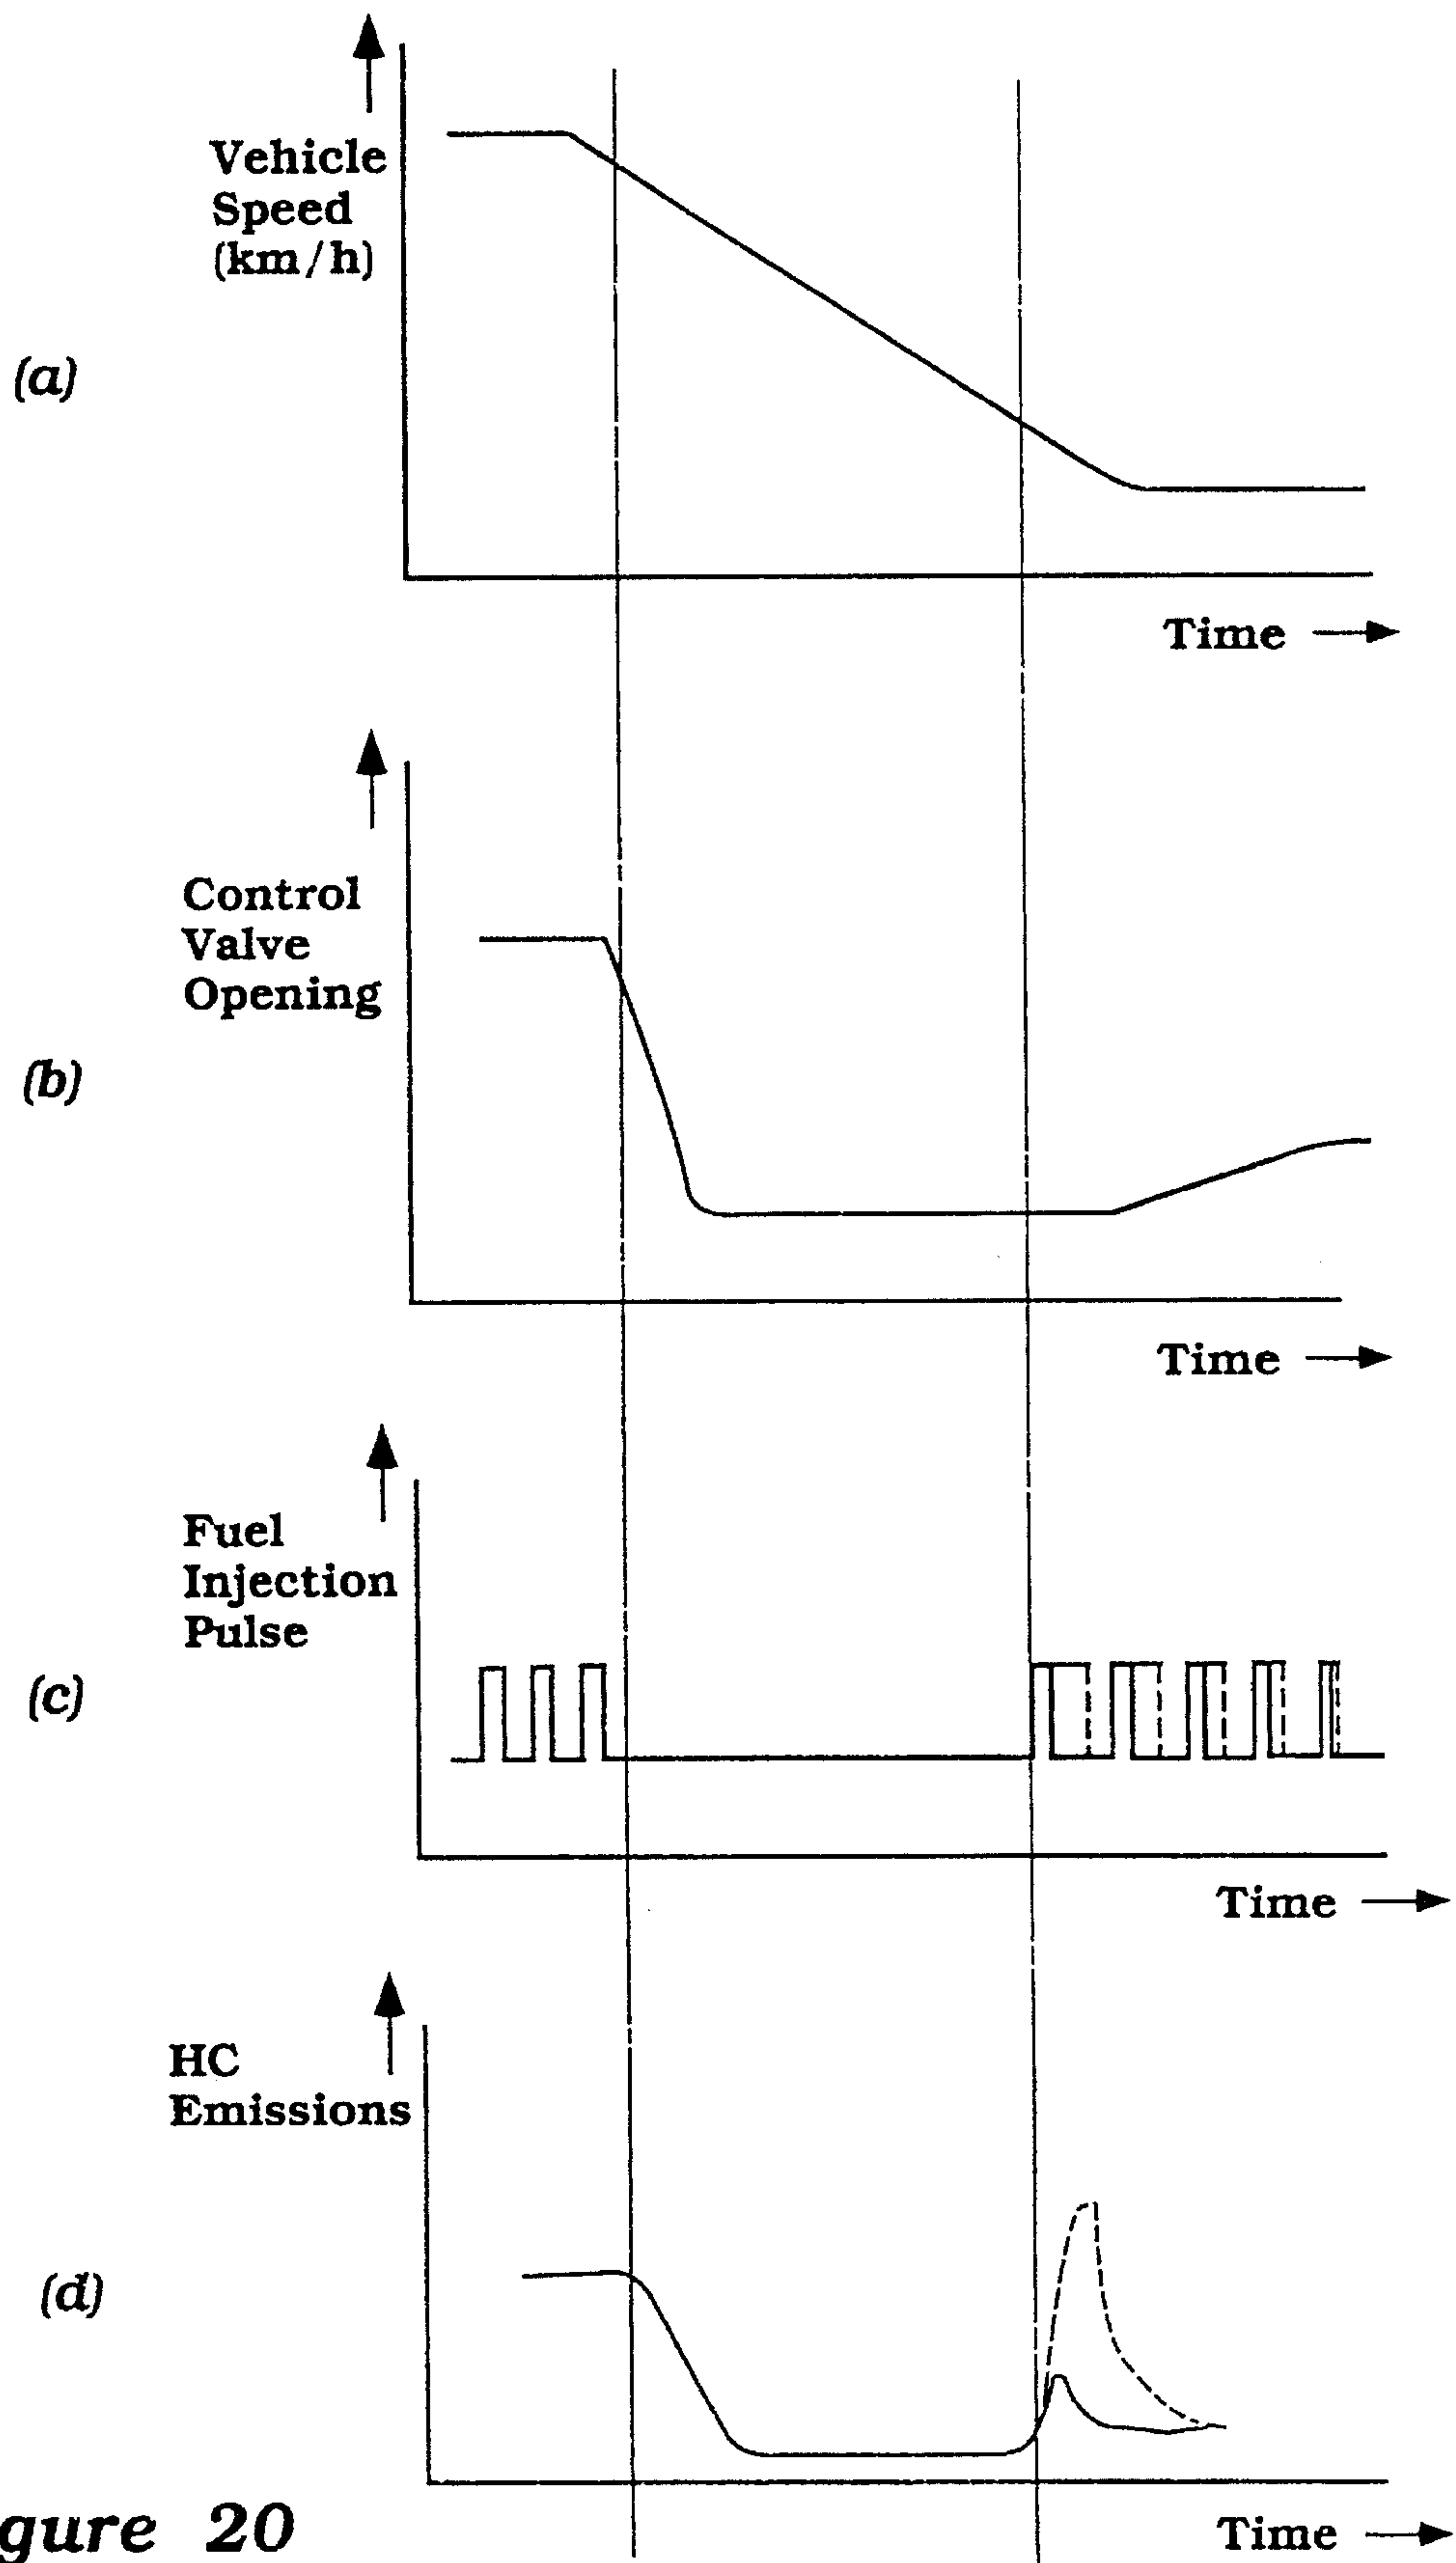 Vehicle
Speed
(km/h)
(a)
Time
Control
Valve
Opening
(b)
Time
Fuel
Injection
Pulse
(c)
Time
HC
Emissions
(d)
gure 20
Time